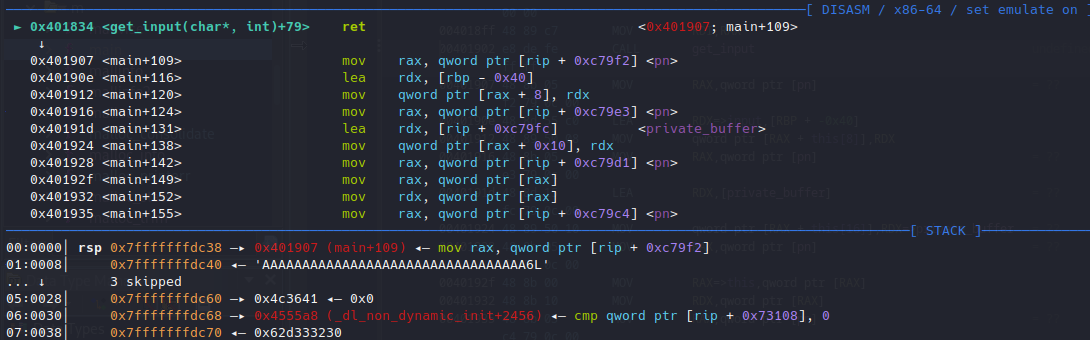 [ DISASM / x86-64 / set emulate on ]
► 0x401834 <get_input(char*, int)+79> ret <0x401907; main+109>
↓
0x401907 <main+109> mov rax, qword ptr [rip + 0xc79f2] <pn>
0x40190e <main+116> lea rdx, [rbp - 0x40]
0x401912 <main+120> mov qword ptr [rax + 8], rdx
0x401916 <main+124> mov rax, qword ptr [rip + 0xc79e3] <pn>
0x40191d <main+131> lea rdx, [rip + 0xc79fc] <private_buffer>
0x401924 <main+138> mov qword ptr [rax + 0x10], rdx
0x401928 <main+142> mov rax, qword ptr [rip + 0xc79d1] <pn>
0x40192f <main+149> mov rax, qword ptr [rax]
0x401932 <main+152> mov rdx, qword ptr [rax]
0x401935 <main+155> mov rax, qword ptr [rip + 0xc79c4] <pn>
[ STACK ]
00:0000│ rsp 0x7fffffffdc38 —▸ 0x401907 (main+109) ◂— mov rax, qword ptr [rip + 0xc79f2]
01:0008│ 0x7fffffffdc40 ◂— 'AAAAAAAAAAAAAAAAAAAAAAAAAAAAAAAAA6L'
... ↓ 3 skipped
05:0028│ 0x7fffffffdc60 —▸ 0x4c3641 ◂— 0x0
06:0030│ 0x7fffffffdc68 —▸ 0x4555a8 (_dl_non_dynamic_init+2456) ◂— cmp qword ptr [rip + 0x73108], 0
07:0038│ 0x7fffffffdc70 ◂— 0x62d333230